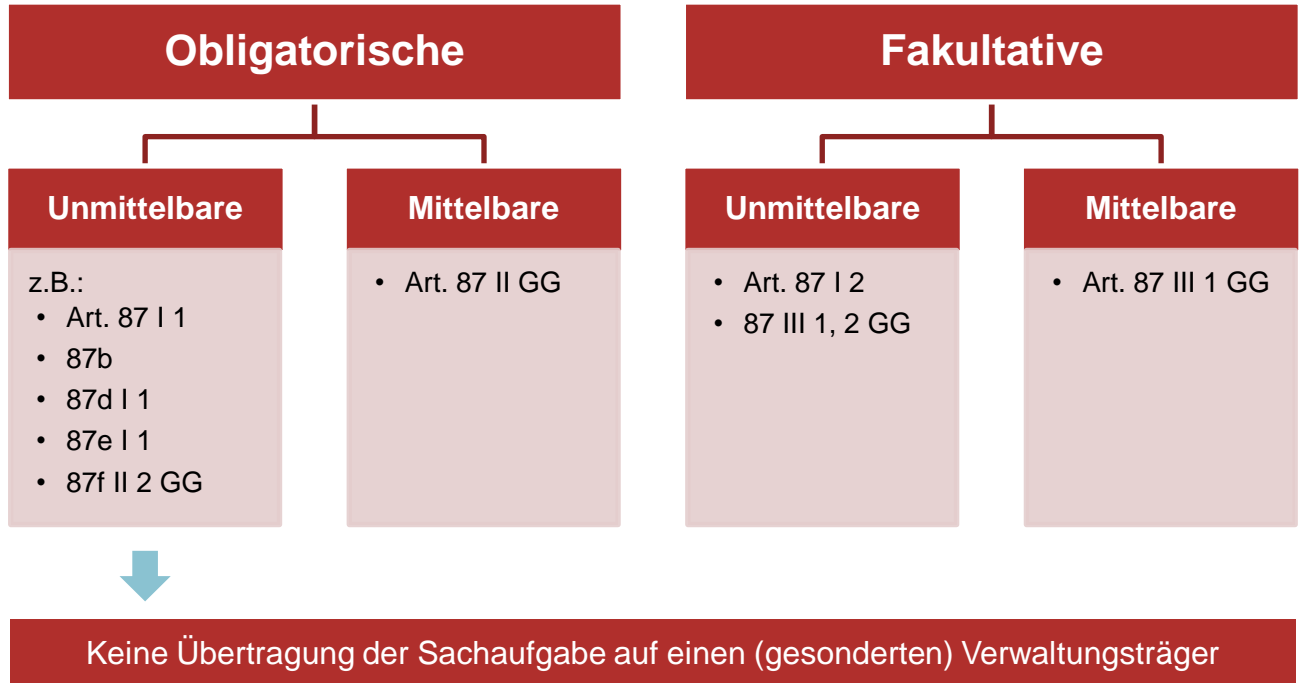 Obligatorische
Fakultative
Unmittelbare
z.B.:
• Art. 87 I 1
• 87b
• 87d I 1
• 87e I 1
• 87f II 2 GG
Mittelbare
• Art. 87 II GG
Unmittelbare
• Art. 87 I 2
• 87 III 1, 2 GG
Mittelbare
• Art. 87 III 1 GG
Keine Übertragung der Sachaufgabe auf einen (gesonderten) Verwaltungsträger